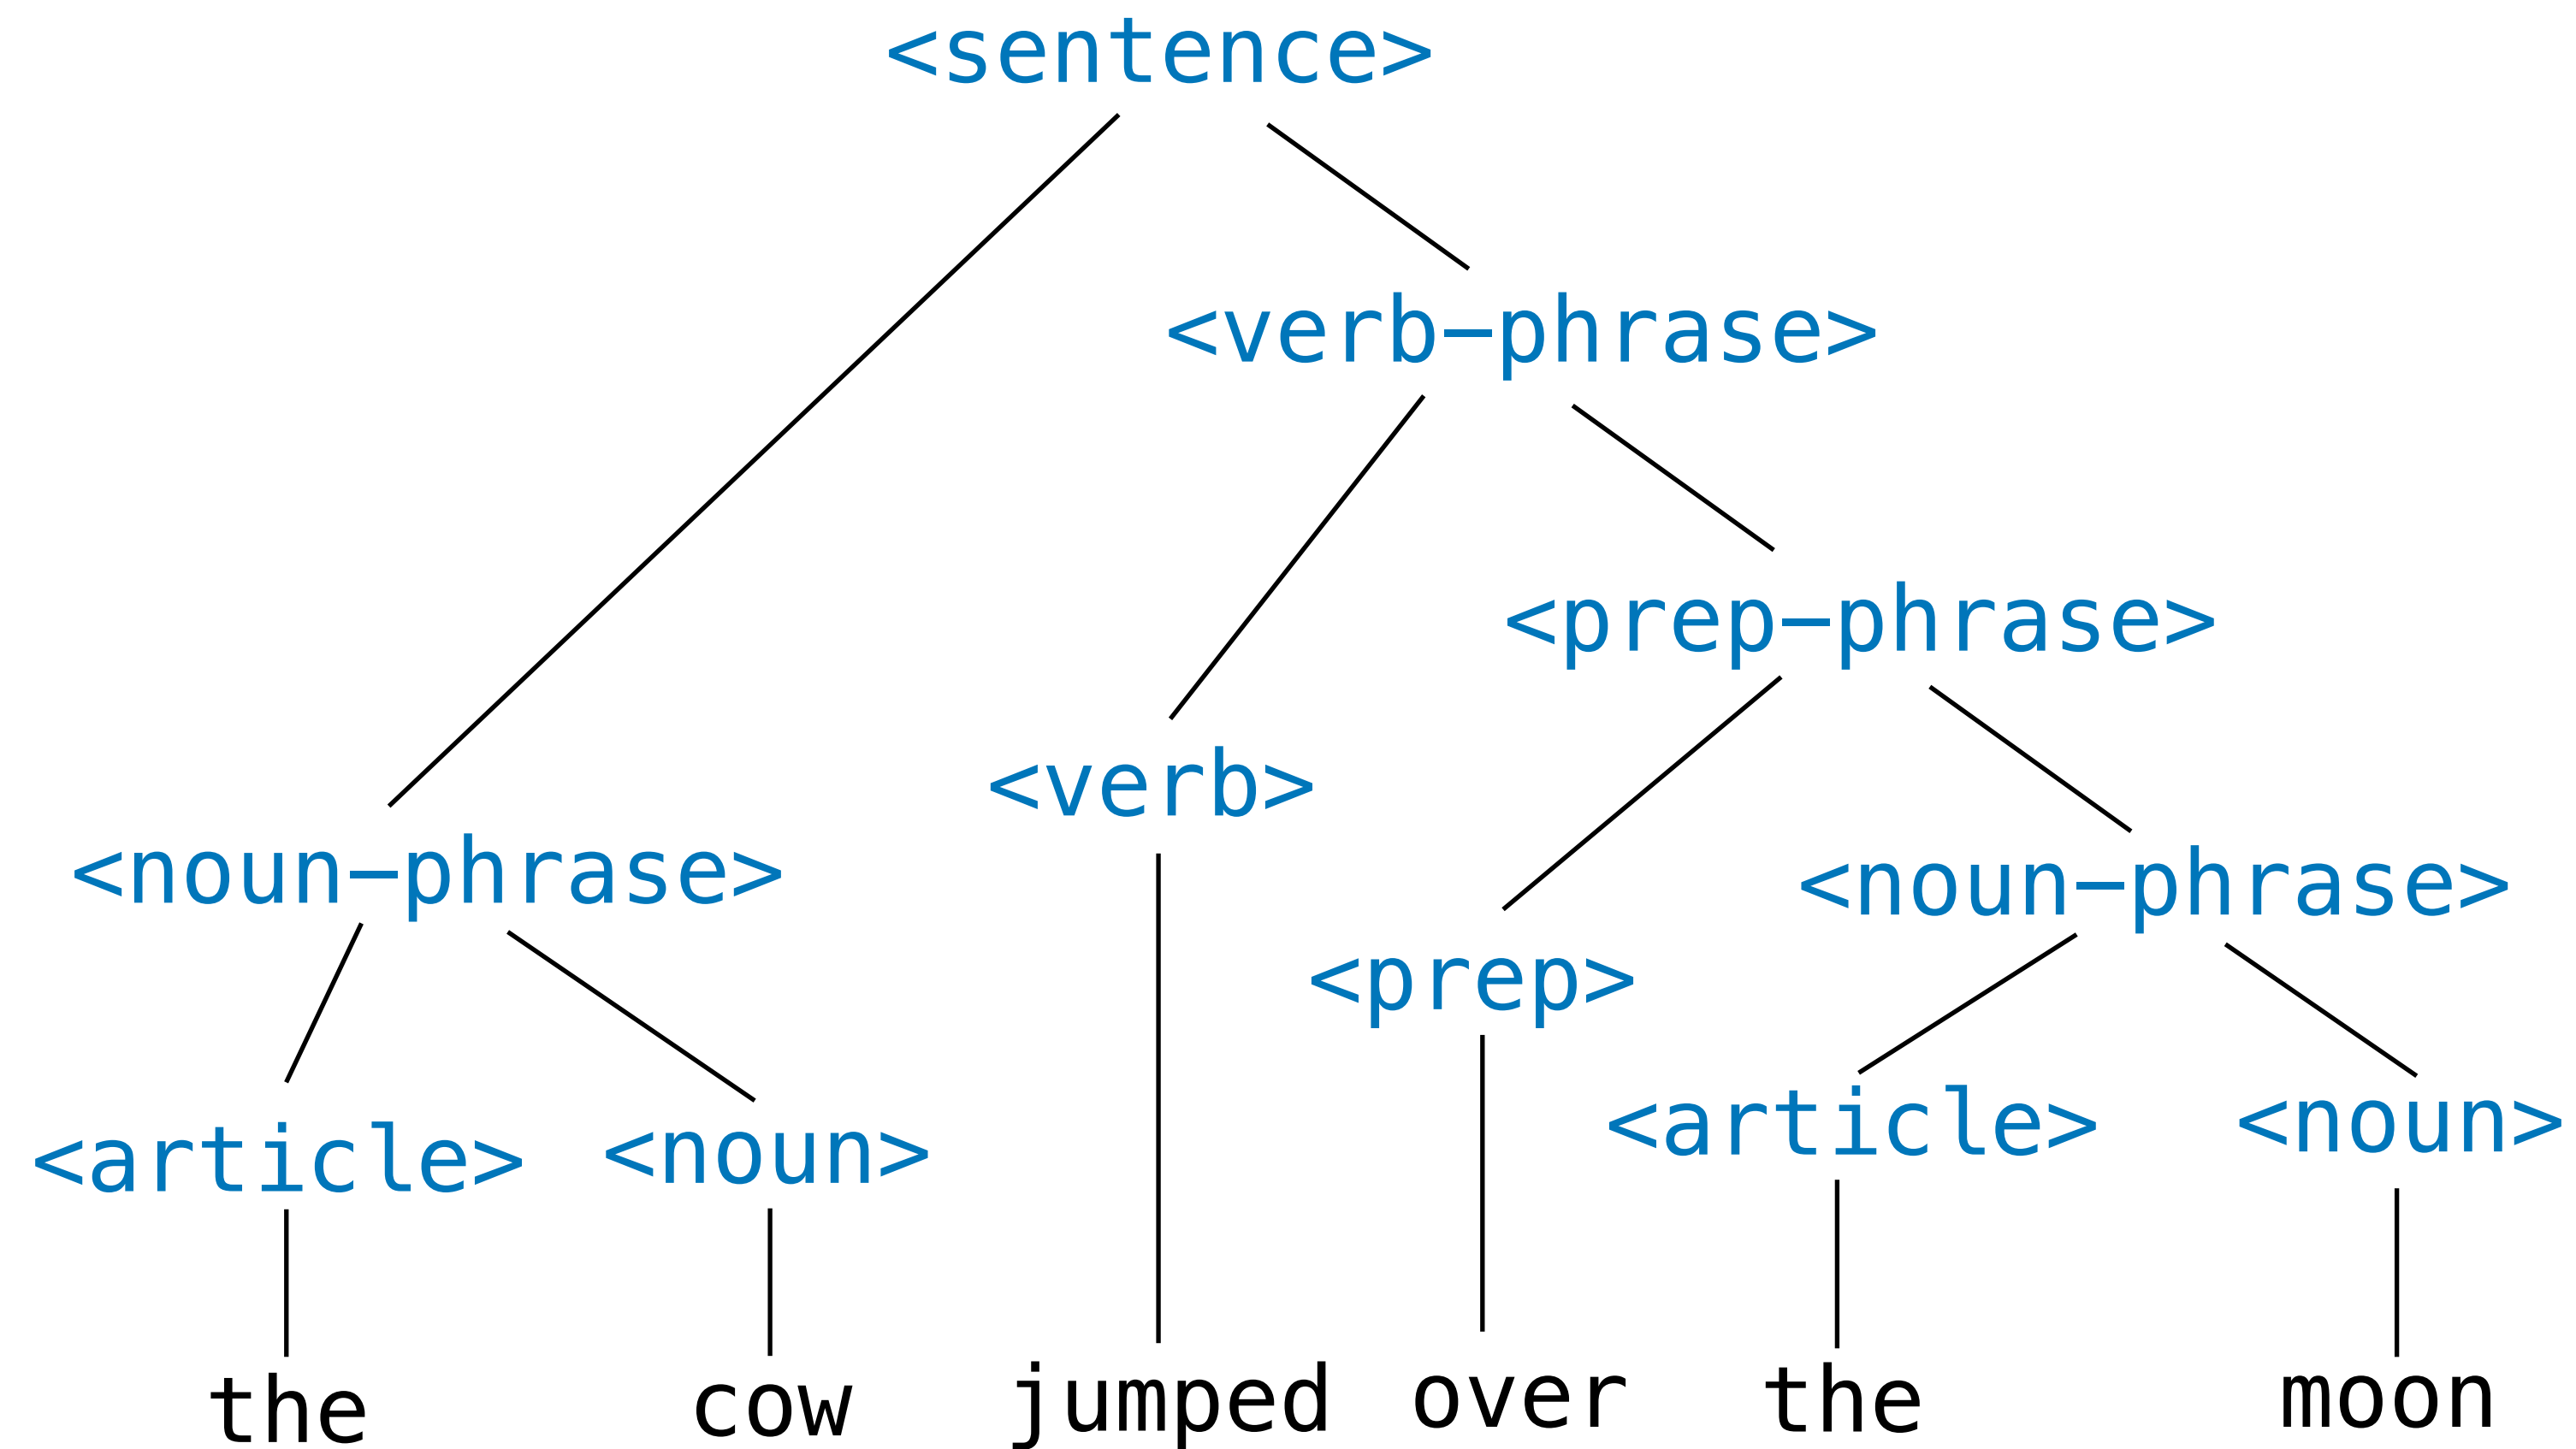 <sentence>
<verb-phrase>
<prep-phrase>
<verb>
<noun-phrase>
<noun-phrase>
<prep>
<article>
<noun>
<article>
<noun>
the cow jumped over the moon